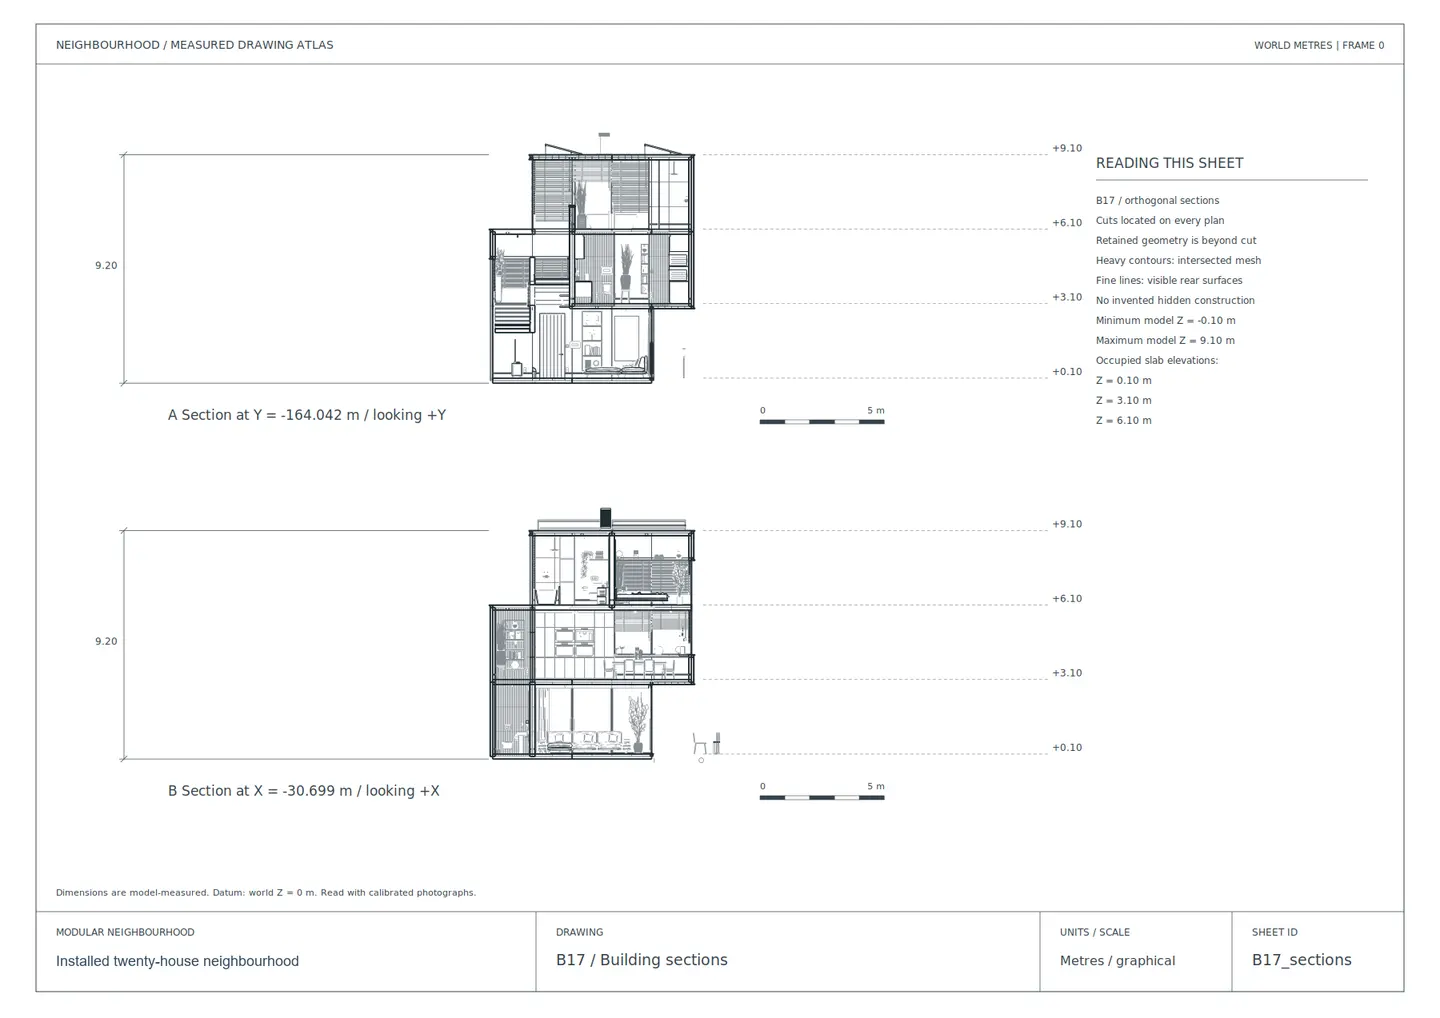 NEIGHBOURHOOD / MEASURED DRAWING ATLAS
WORLD METRES | FRAME 0
+9.10
+6.10
+3.10
+0.10
9.20
A Section at Y = -164.042 m / looking +Y
0 5 m
READING THIS SHEET
B17 / orthogonal sections
Cuts located on every plan
Retained geometry is beyond cut
Heavy contours: intersected mesh
Fine lines: visible rear surfaces
No invented hidden construction
Minimum model Z = -0.10 m
Maximum model Z = 9.10 m
Occupied slab elevations:
Z = 0.10 m
Z = 3.10 m
Z = 6.10 m
+9.10
+6.10
+3.10
+0.10
9.20
B Section at X = -30.699 m / looking +X
0 5 m
Dimensions are model-measured. Datum: world Z = 0 m. Read with calibrated photographs.
MODULAR NEIGHBOURHOOD
Installed twenty-house neighbourhood
DRAWING
B17 / Building sections
UNITS / SCALE
Metres / graphical
SHEET ID
B17_sections